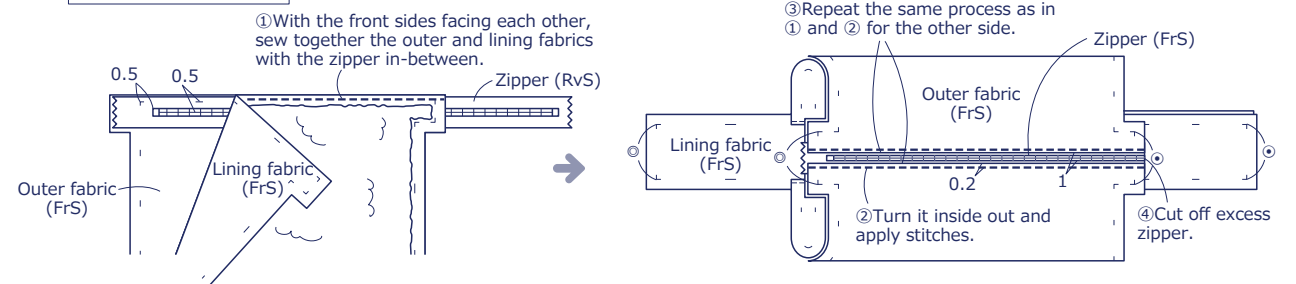 ①With the front sides facing each other,
sew together the outer and lining fabrics
with the zipper in-between.
0.5
0.5
Zipper (RvS)
Lining fabric
(FrS)
Outer fabric
(FrS)
③Repeat the same process as in
① and ② for the other side.
Zipper (FrS)
Outer fabric
(FrS)
Lining fabric
(FrS)
◎
◎
0.2
1
②Turn it inside out and
apply stitches.
④Cut off excess
zipper.